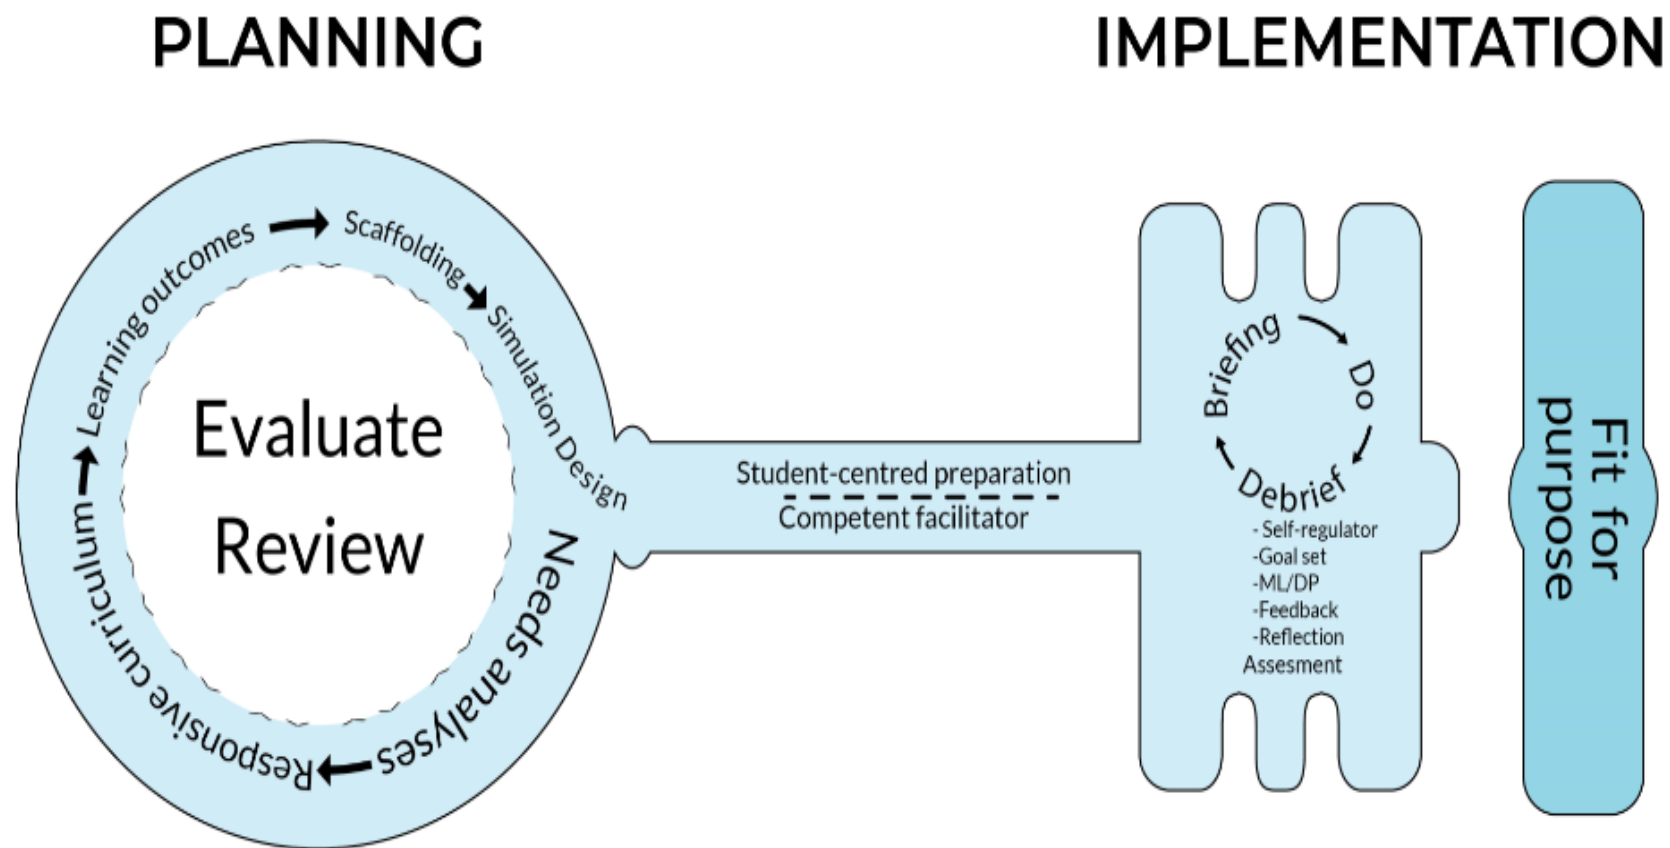 PLANNING
IMPLEMENTATION
Needs analyses
Responsive curriculum
Learning outcomes
Scaffolding
Simulation Design
Evaluate
Review
Student-centred preparation
Competent facilitator
Briefing
Do
Debrief
- Self-regulator
-Goal set
-ML/DP
-Feedback
-Reflection
Assesment
Fit for
purpose